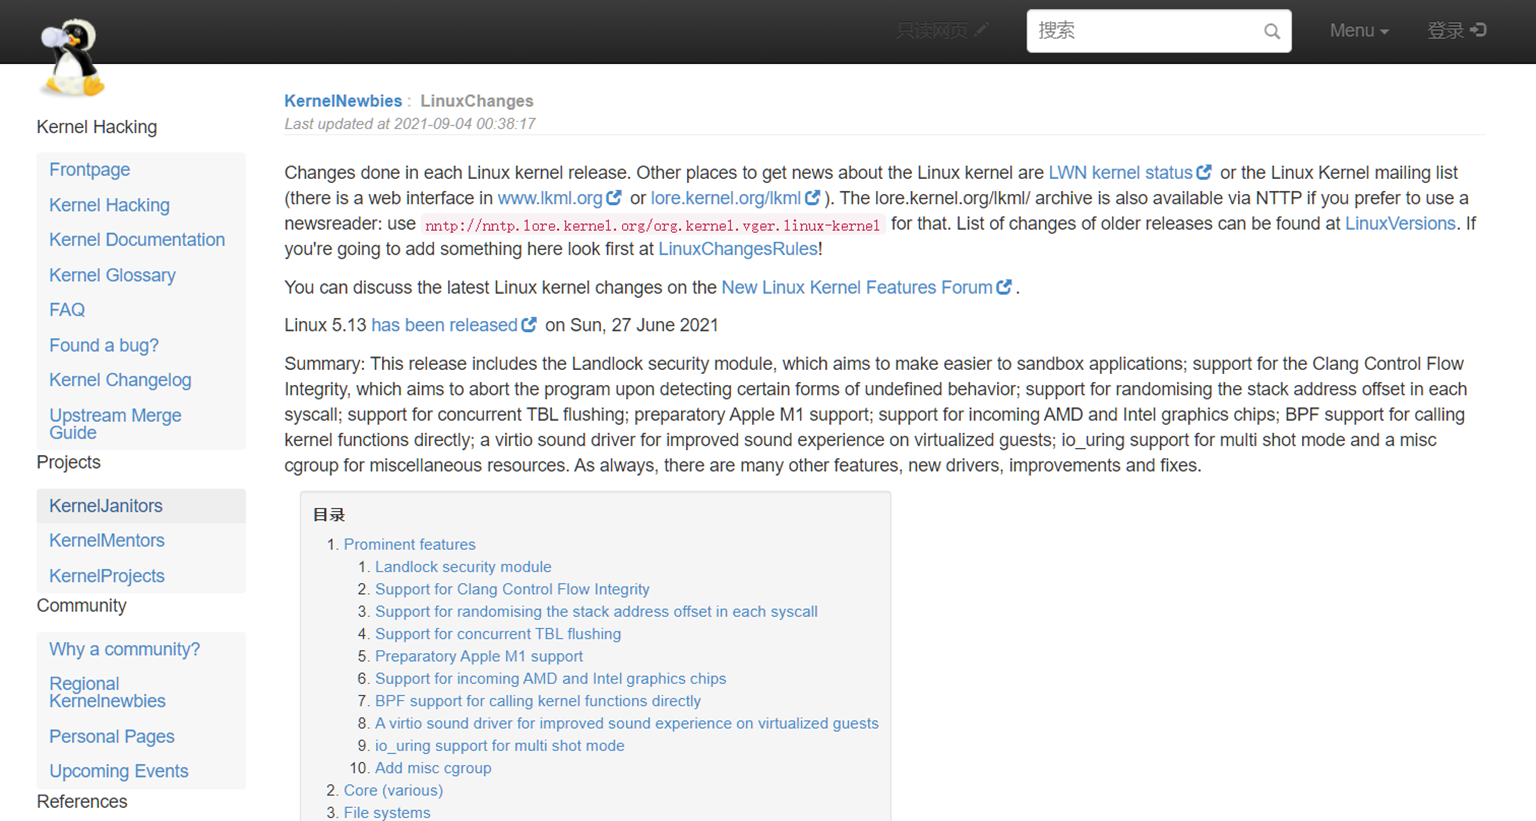 只读网页
搜索
Menu
登录
Kernel Hacking
Frontpage
Kernel Hacking
Kernel Documentation
Kernel Glossary
FAQ
Found a bug?
Kernel Changelog
Upstream Merge
Guide
Projects
KernelJanitors
KernelMentors
KernelProjects
Community
Why a community?
Regional
Kernelnewbies
Personal Pages
Upcoming Events
References
KernelNewbies : LinuxChanges
Last updated at 2021-09-04 00:38:17
Changes done in each Linux kernel release. Other places to get news about the Linux kernel are LWN kernel status or the Linux Kernel mailing list
(there is a web interface in www.lkml.org or lore.kernel.org/lkml ). The lore.kernel.org/lkml/ archive is also available via NTTP if you prefer to use a
newsreader: use nntp://nntp.lore.kernel.org/org.kernel.vger.linux-kernel for that. List of changes of older releases can be found at LinuxVersions. If
you're going to add something here look first at LinuxChangesRules!
You can discuss the latest Linux kernel changes on the New Linux Kernel Features Forum .
Linux 5.13 has been released on Sun, 27 June 2021
Summary: This release includes the Landlock security module, which aims to make easier to sandbox applications; support for the Clang Control Flow
Integrity, which aims to abort the program upon detecting certain forms of undefined behavior; support for randomising the stack address offset in each
syscall; support for concurrent TBL flushing; preparatory Apple M1 support; support for incoming AMD and Intel graphics chips; BPF support for calling
kernel functions directly; a virtio sound driver for improved sound experience on virtualized guests; io_uring support for multi shot mode and a misc
cgroup for miscellaneous resources. As always, there are many other features, new drivers, improvements and fixes.
目录
1. Prominent features
1. Landlock security module
2. Support for Clang Control Flow Integrity
3. Support for randomising the stack address offset in each syscall
4. Support for concurrent TBL flushing
5. Preparatory Apple M1 support
6. Support for incoming AMD and Intel graphics chips
7. BPF support for calling kernel functions directly
8. A virtio sound driver for improved sound experience on virtualized guests
9. io_uring support for multi shot mode
10. Add misc cgroup
2. Core (various)
3. File systems